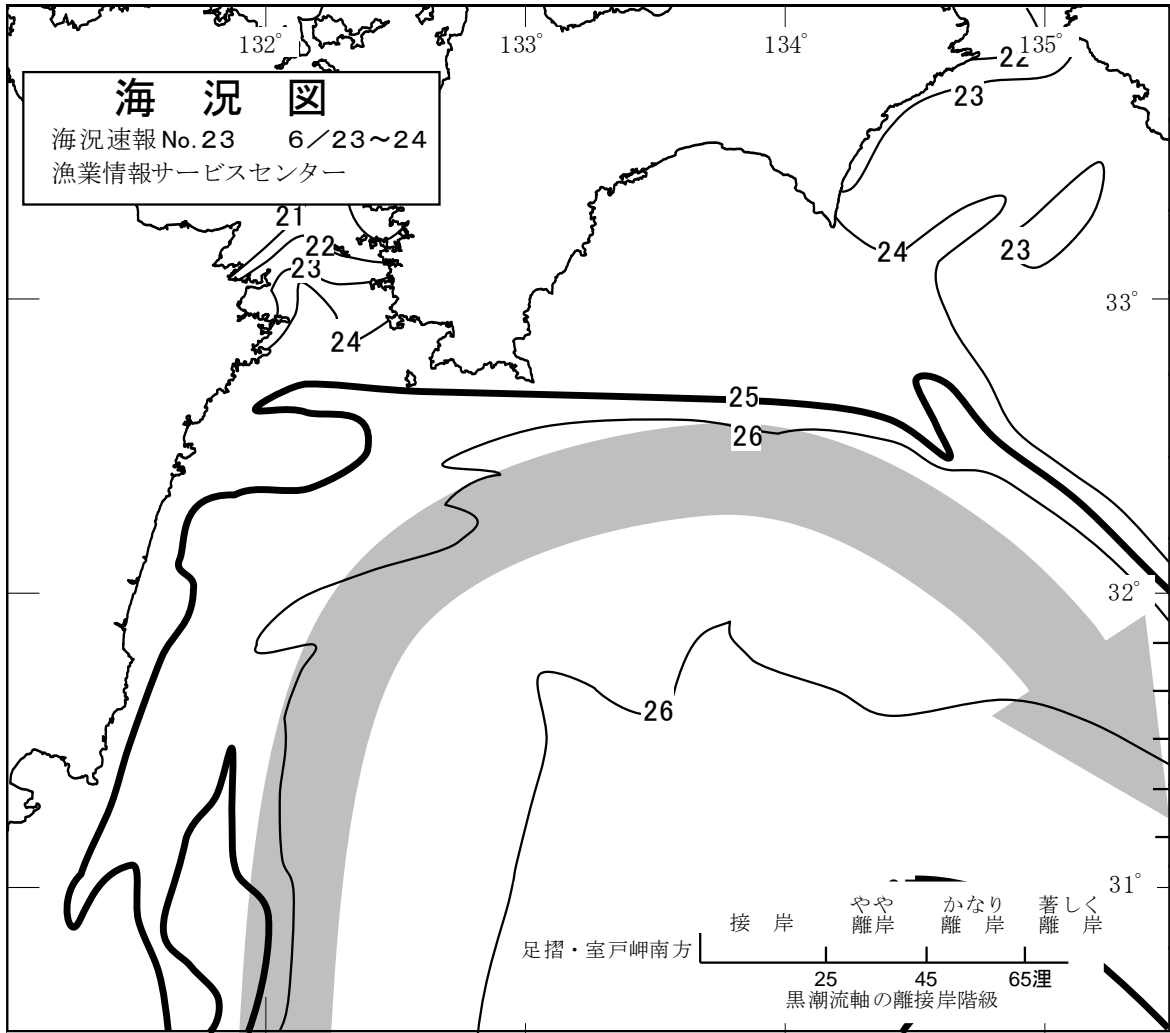 132°
133°
134°
135°
海 況 図
海況速報 No.23 6/23~24
漁業情報サービスセンター
22
23
21
22
23
24
24
23
33°
25
26
32°
26
31°
接 岸
やや
離岸
かなり
離 岸
著しく
離 岸
足摺・室戸岬南方
25
45
65浬
黒潮流軸の離接岸階級